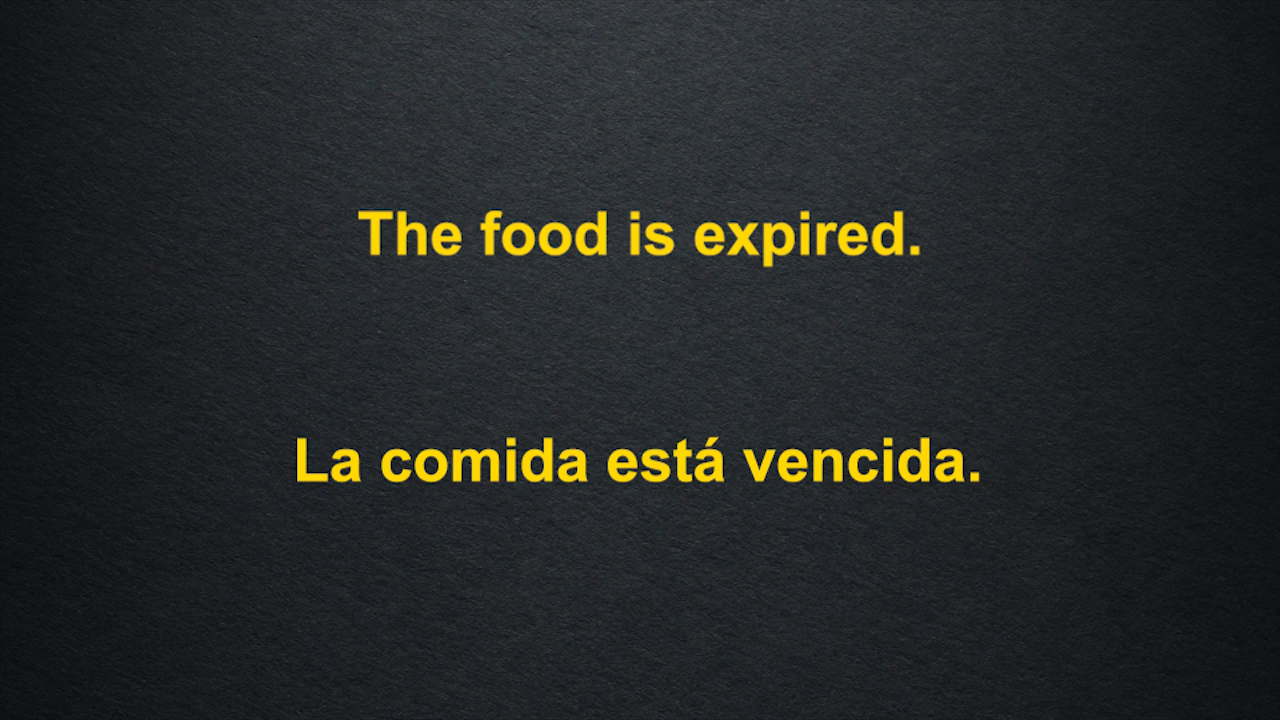 The food is expired.
La comida está vencida.